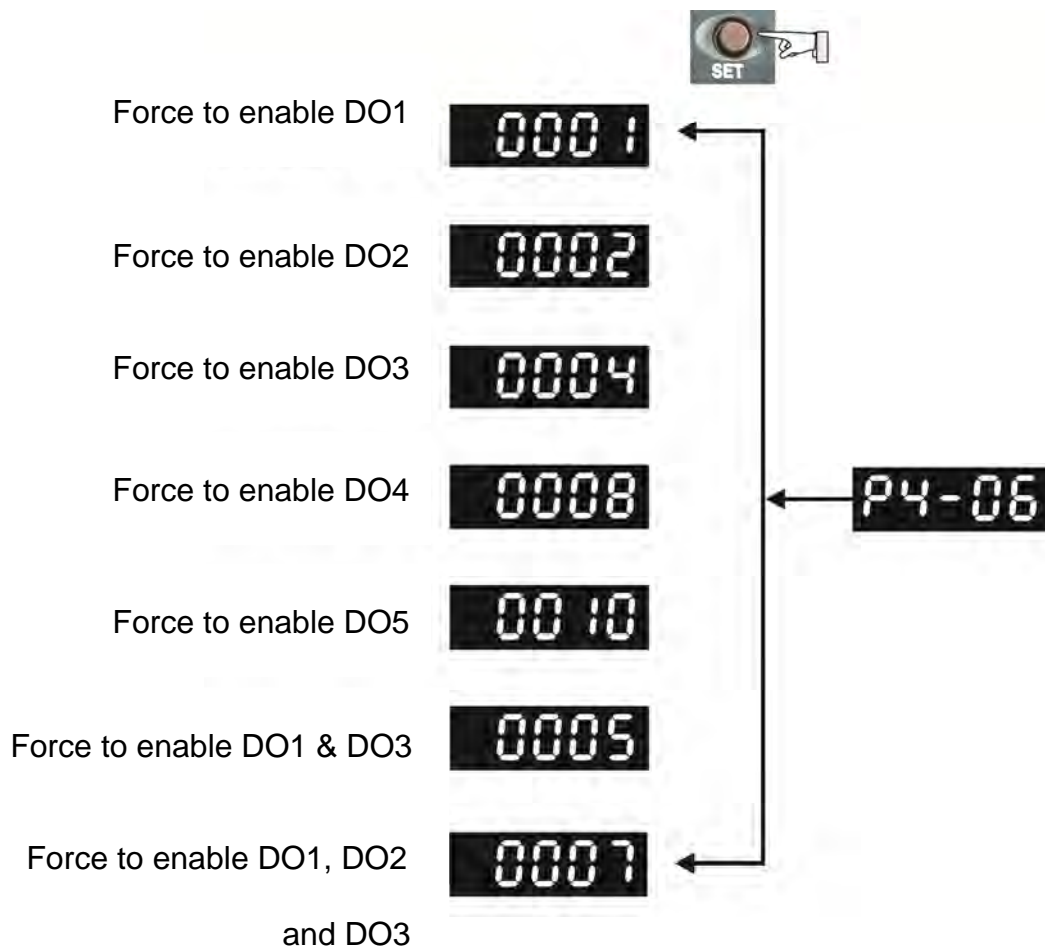 SET
Force to enable DO1
0001
Force to enable DO2
0002
Force to enable DO3
0004
Force to enable DO4
0008
P4-06
Force to enable DO5
0010
Force to enable DO1 & DO3
0005
Force to enable DO1, DO2
0007
and DO3